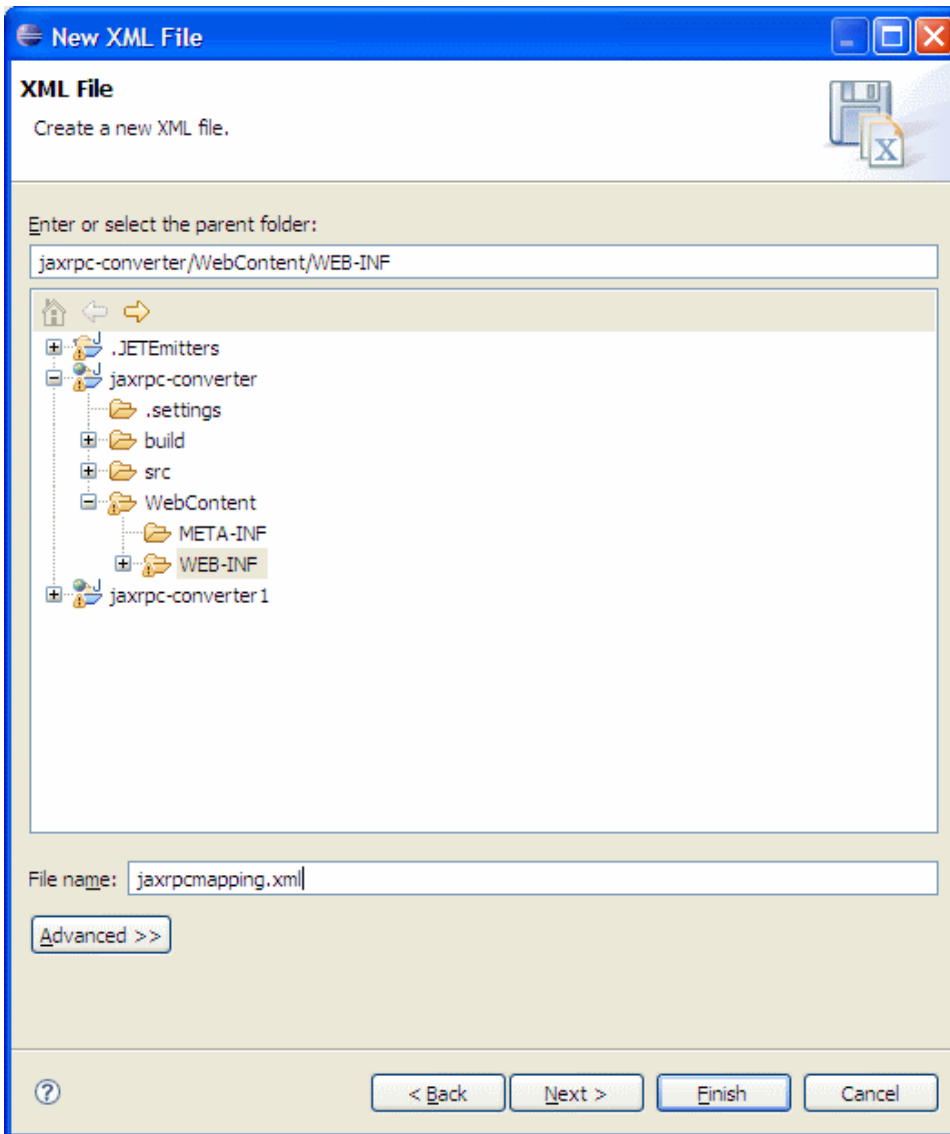 New XML File
XML File
Create a new XML file.
Enter or select the parent folder:
jaxrpc-converter/WebContent/WEB-INF
.JETEmitters
jaxrpc-converter
.settings
build
src
WebContent
META-INF
WEB-INF
jaxrpc-converter1
File name: jaxrpcmapping.xml
Advanced >>
< Back Next > Finish Cancel